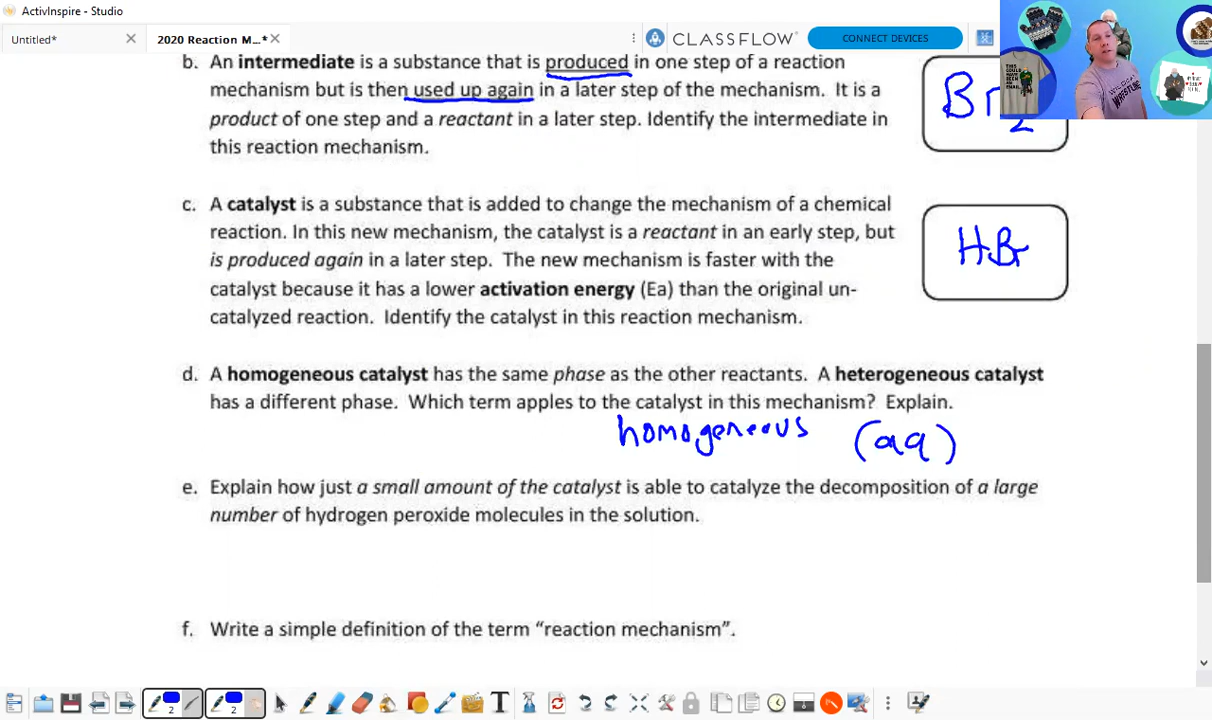 ActivInspire - Studio
Untitled*
2020 Reaction M...*
CLASSFLOW
CONNECT DEVICES
b. An intermediate is a substance that is produced in one step of a reaction
mechanism but is then used up again in a later step of the mechanism. It is a
product of one step and a reactant in a later step. Identify the intermediate in
this reaction mechanism.
Br2
c. A catalyst is a substance that is added to change the mechanism of a chemical
reaction. In this new mechanism, the catalyst is a reactant in an early step, but
is produced again in a later step. The new mechanism is faster with the
catalyst because it has a lower activation energy (Ea) than the original un-
catalyzed reaction. Identify the catalyst in this reaction mechanism.
HBr
d. A homogeneous catalyst has the same phase as the other reactants. A heterogeneous catalyst
has a different phase. Which term applies to the catalyst in this mechanism? Explain.
homogeneous (aq)
e. Explain how just a small amount of the catalyst is able to catalyze the decomposition of a large
number of hydrogen peroxide molecules in the solution.
f. Write a simple definition of the term “reaction mechanism”.
2 2